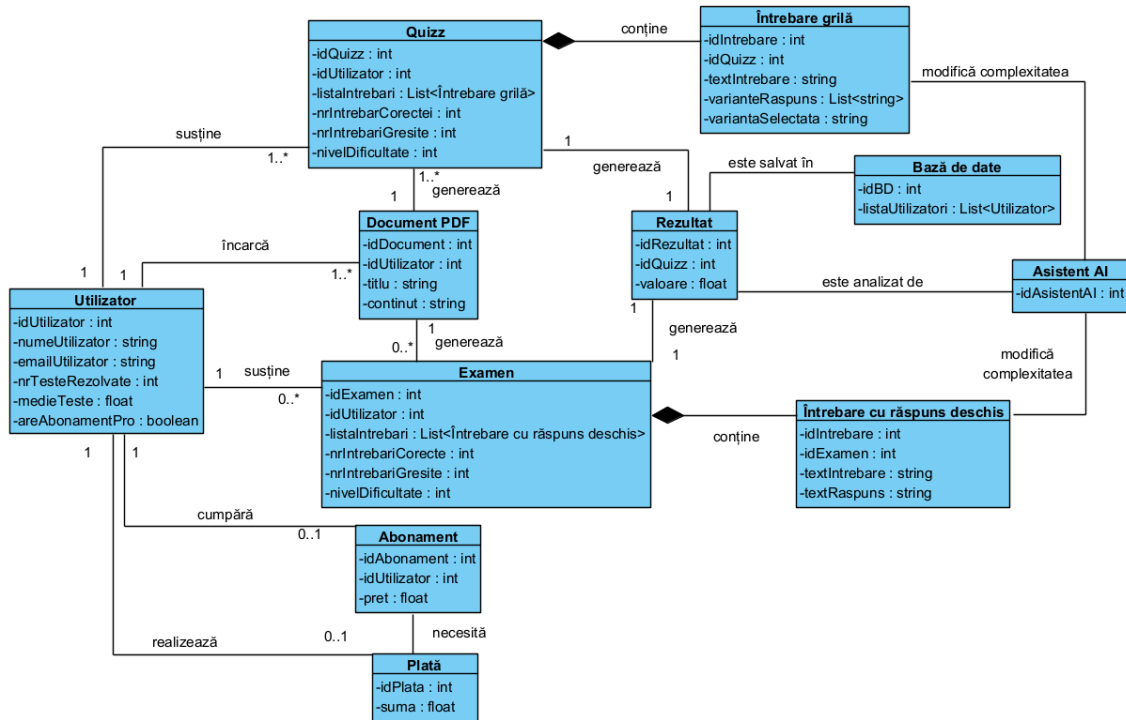 Quizz
-idQuizz : int
-idUtilizator : int
-listaIntrebari : List<Întrebare grilă>
-nrIntrebarCorectei : int
-nrIntrebariGresite : int
-nivelDificultate : int
conține
Întrebare grilă
-idIntrebare : int
-idQuizz : int
-textIntrebare : string
-varianteRaspuns : List<string>
-variantaSelectata : string
modifică complexitatea
susține
1..*
1
1..*
generează
1
1
generează
1
este salvat în
Bază de date
-idBD : int
-listaUtilizatori : List<Utilizator>
Document PDF
-idDocument : int
-idUtilizator : int
-titlu : string
-continut : string
încarcă
1
1..*
Rezultat
-idRezultat : int
-idQuizz : int
-valoare : float
este analizat de
Asistent AI
-idAsistentAI : int
Utilizator
-idUtilizator : int
-numeUtilizator : string
-emailUtilizator : string
-nrTesteRezolvate : int
-medieTeste : float
-areAbonamentPro : boolean
1
generează
0..*
1
generează
1
modifică
complexitatea
1
susține
0..*
Examen
-idExamen : int
-idUtilizator : int
-listaIntrebari : List<Întrebare cu răspuns deschis>
-nrIntrebariCorecte : int
-nrIntrebariGresite : int
-nivelDificultate : int
conține
Întrebare cu răspuns deschis
-idIntrebare : int
-idExamen : int
-textIntrebare : string
-textRaspuns : string
1
1
cumpără
0..1
Abonament
-idAbonament : int
-idUtilizator : int
-pret : float
realizează
0..1
necesită
Plată
-idPlata : int
-suma : float